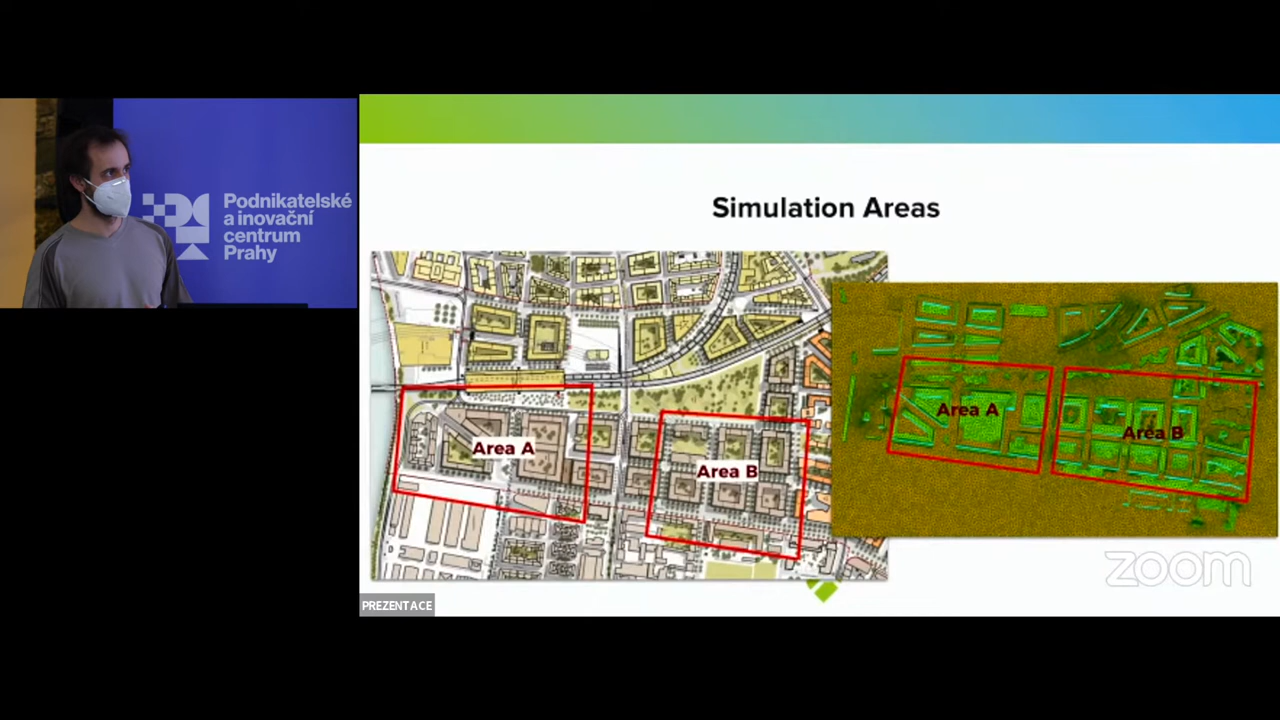 Podnikatelské
a inovační
centrum
Prahy
Simulation Areas
Area A
Area B
Area A
Area B
zoom
PREZENTACE